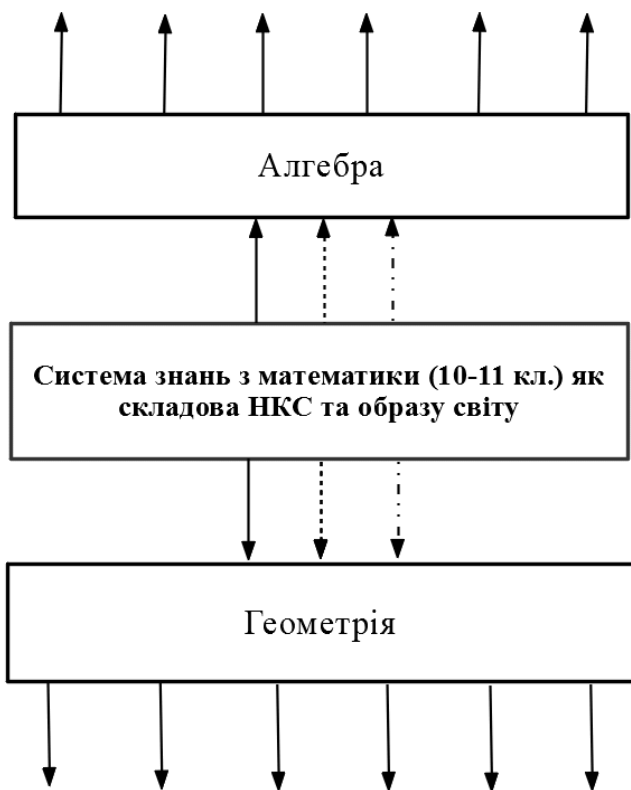 Алгебра
Система знань з математики (10-11 кл.) як
складова НКС та образу світу
Геометрія